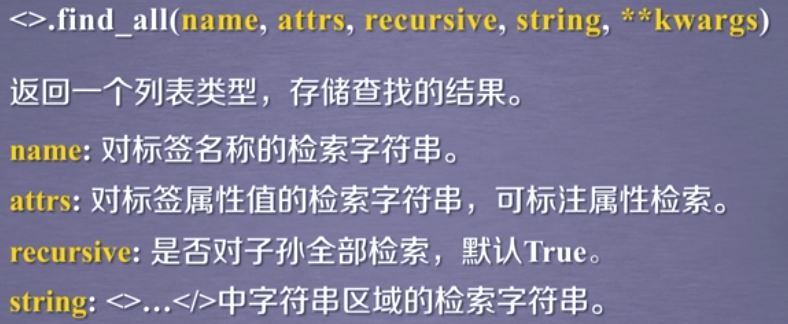 <>.find_all(name, attrs, recursive, string, **kwargs)
返回一个列表类型，存储查找的结果。
name: 对标签名称的检索字符串。
attrs: 对标签属性值的检索字符串，可标注属性检索。
recursive: 是否对子孙全部检索，默认True。
string: <>…</>中字符串区域的检索字符串。